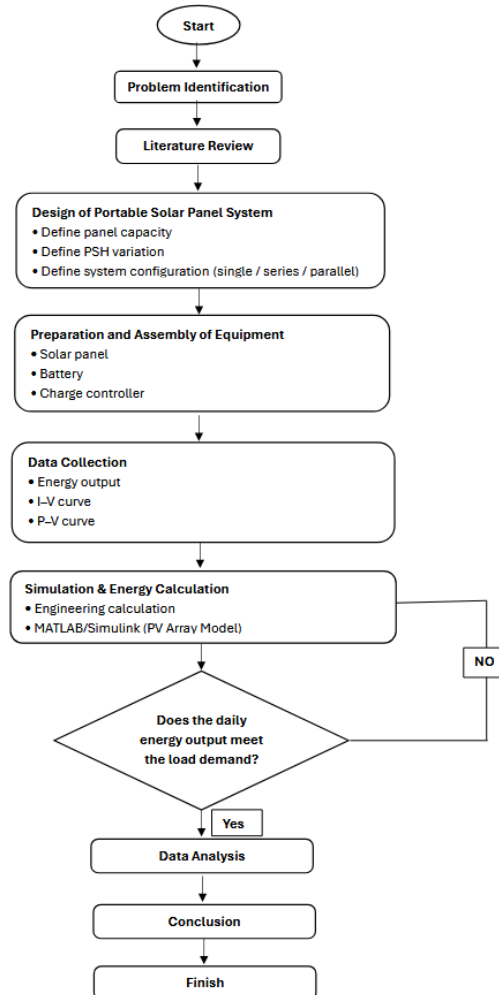 Start
Problem Identification
Literature Review
Design of Portable Solar Panel System
• Define panel capacity
• Define PSH variation
• Define system configuration (single / series / parallel)
Preparation and Assembly of Equipment
• Solar panel
• Battery
• Charge controller
Data Collection
• Energy output
• I–V curve
• P–V curve
Simulation & Energy Calculation
• Engineering calculation
• MATLAB/Simulink (PV Array Model)
NO
Does the daily
energy output meet
the load demand?
Yes
Data Analysis
Conclusion
Finish